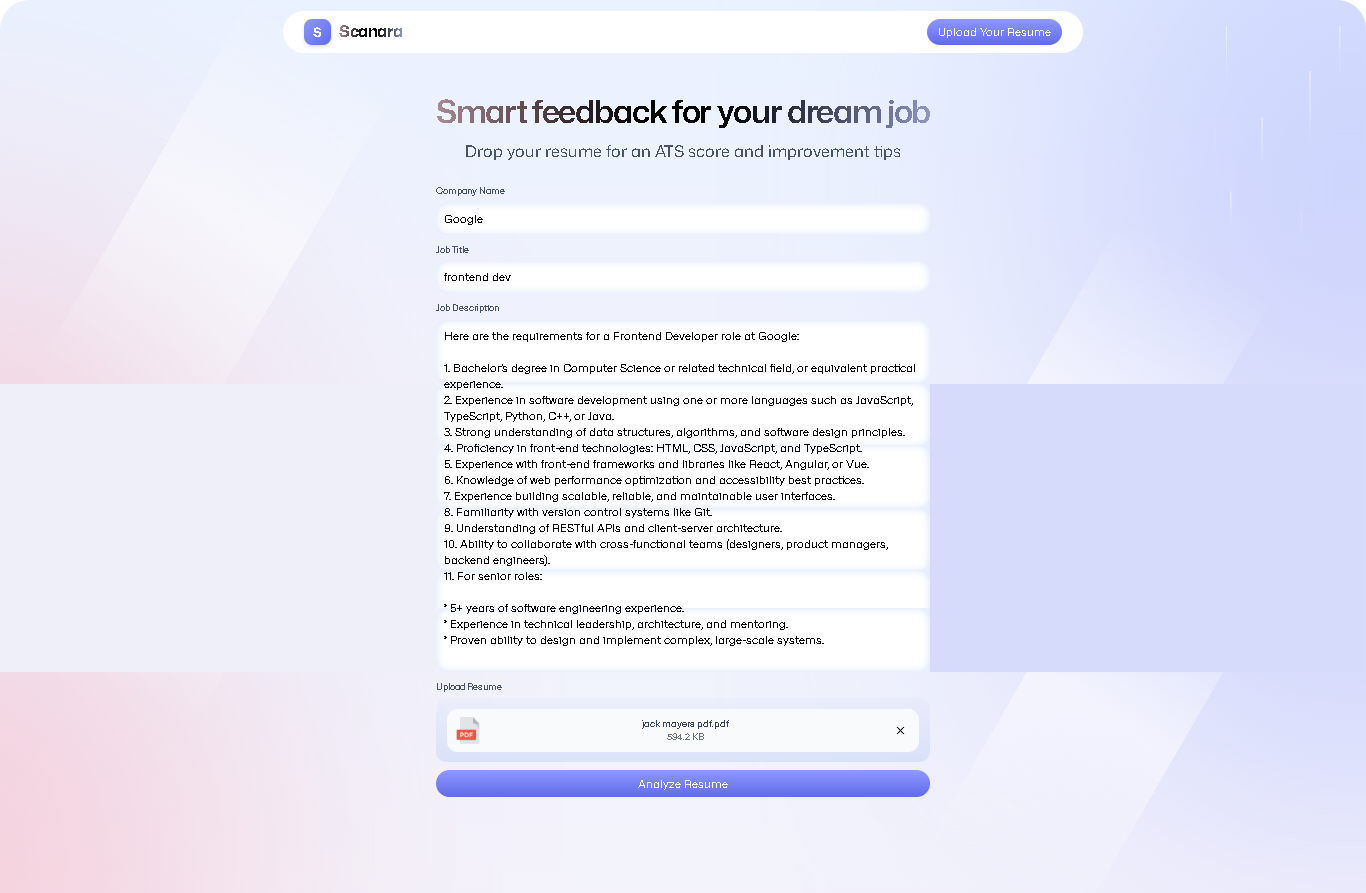 S Scanara
Upload Your Resume
Smart feedback for your dream job
Drop your resume for an ATS score and improvement tips
Company Name
Google
Job Title
frontend dev
Job Description
Here are the requirements for a Frontend Developer role at Google:
1. Bachelor's degree in Computer Science or related technical field, or equivalent practical
experience.
2. Experience in software development using one or more languages such as JavaScript,
TypeScript, Python, C++, or Java.
3. Strong understanding of data structures, algorithms, and software design principles.
4. Proficiency in front-end technologies: HTML, CSS, JavaScript, and TypeScript.
5. Experience with front-end frameworks and libraries like React, Angular, or Vue.
6. Knowledge of web performance optimization and accessibility best practices.
7. Experience building scalable, reliable, and maintainable user interfaces.
8. Familiarity with version control systems like Git.
9. Understanding of RESTful APIs and client-server architecture.
10. Ability to collaborate with cross-functional teams (designers, product managers,
backend engineers).
11. For senior roles:
* 5+ years of software engineering experience.
* Experience in technical leadership, architecture, and mentoring.
* Proven ability to design and implement complex, large-scale systems.
Upload Resume
PDF
jack mayers pdf.pdf
594.2 KB
Analyze Resume